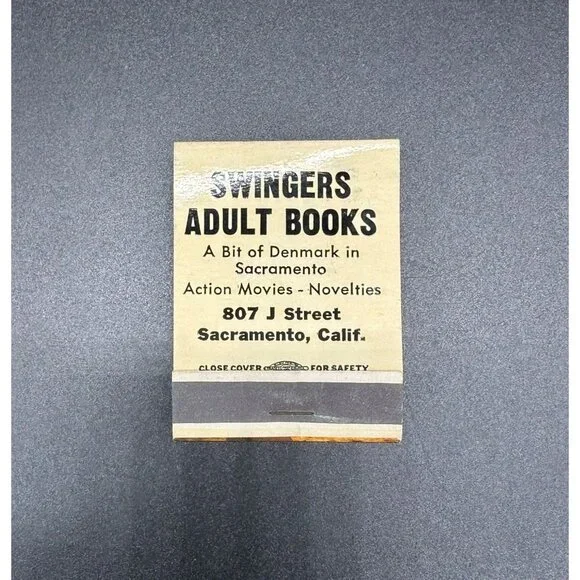 SWINGERS
ADULT BOOKS
A Bit of Denmark in
Sacramento
Action Movies - Novelties
807 J Street
Sacramento, Calif.
CLOSE COVER FOR SAFETY